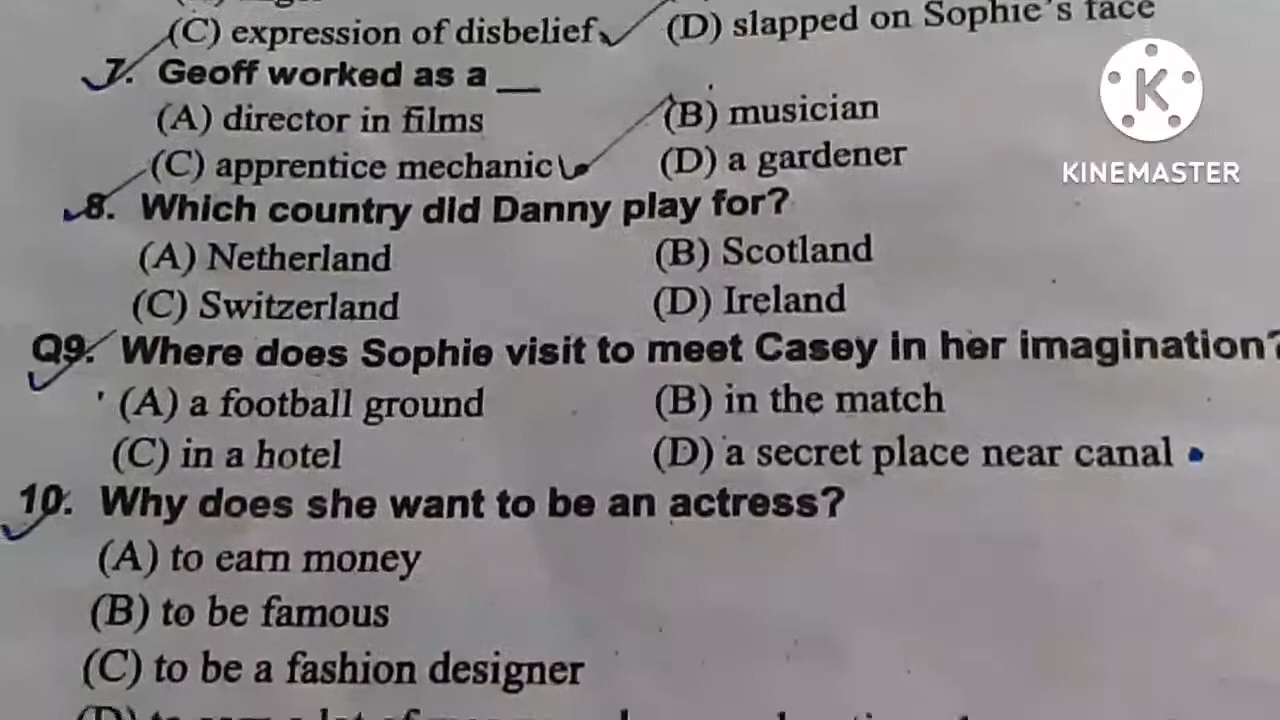 (C) expression of disbelief (D) slapped on Sophie's face
7. Geoff worked as a __
(A) director in films (B) musician
(C) apprentice mechanic (D) a gardener
8. Which country did Danny play for?
(A) Netherland (B) Scotland
(C) Switzerland (D) Ireland
Q9. Where does Sophie visit to meet Casey in her imagination?
(A) a football ground (B) in the match
(C) in a hotel (D) a secret place near canal
10. Why does she want to be an actress?
(A) to earn money
(B) to be famous
(C) to be a fashion designer
K
KINEMASTER